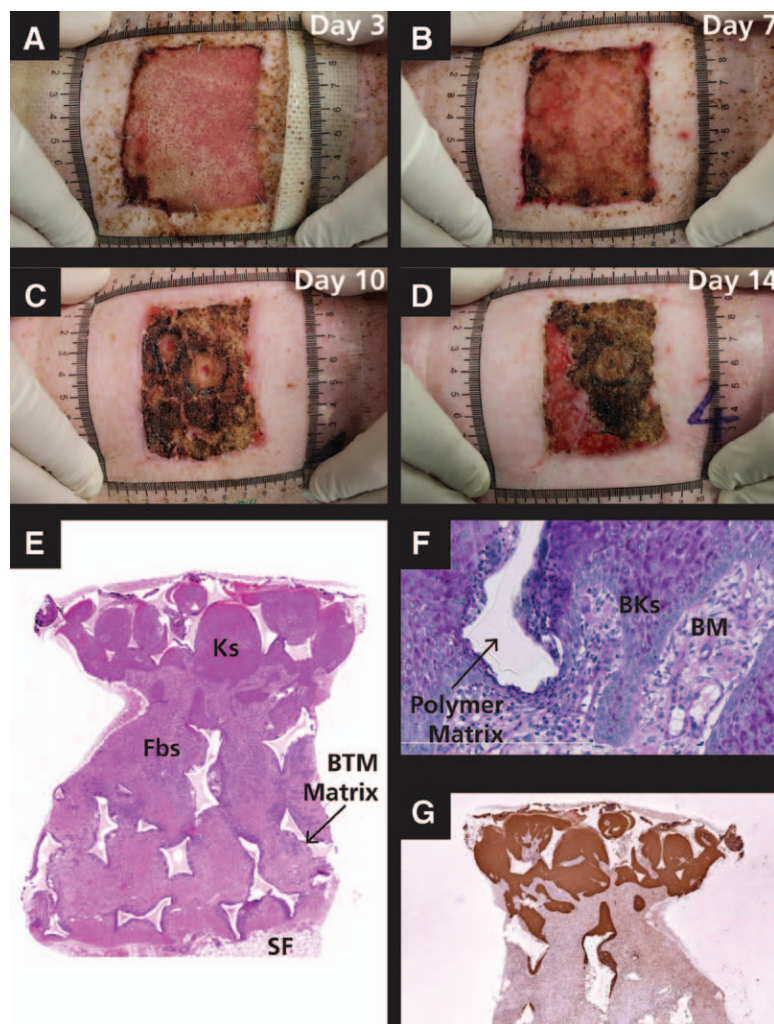 A
Day 3
B
Day 7
C
Day 10
D
Day 14
E
Ks
Fbs
BTM
Matrix
SF
F
BKs
BM
Polymer
Matrix
G